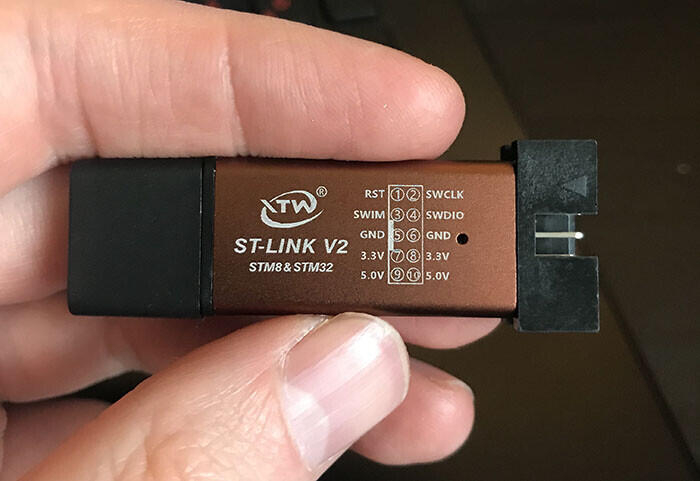 XTW®
ST-LINK V2
STM8 & STM32
RST ① ② SWCLK
SWIM ③ ④ SWDIO
GND ⑤ ⑥ GND
3.3V ⑦ ⑧ 3.3V
5.0V ⑨ ⑩ 5.0V